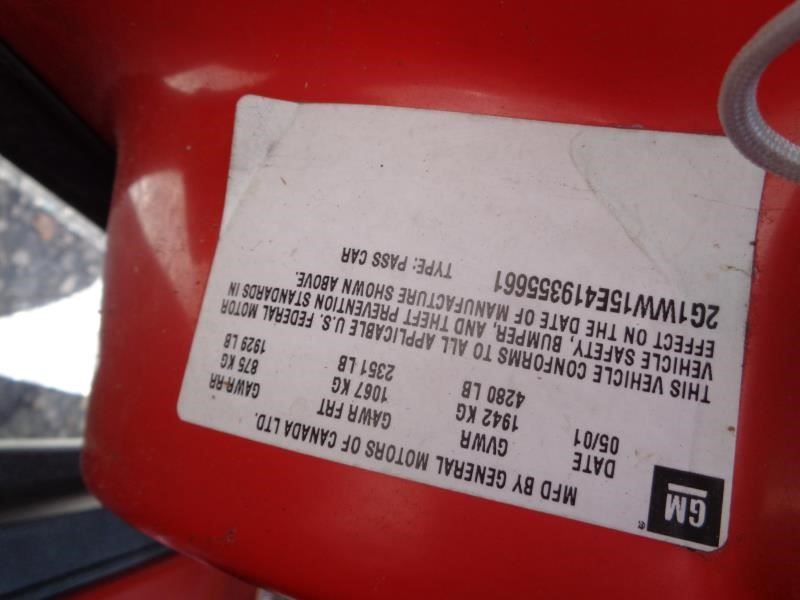 GM
MFD BY GENERAL MOTORS OF CANADA LTD.
DATE GVWR GAWR FRT GAWR RR
05/01 1942 KG 1067 KG 875 KG
4280 LB 2351 LB 1929 LB
THIS VEHICLE CONFORMS TO ALL APPLICABLE U.S. FEDERAL MOTOR
VEHICLE SAFETY, BUMPER, AND THEFT PREVENTION STANDARDS IN
EFFECT ON THE DATE OF MANUFACTURE SHOWN ABOVE.
2G1WW15E419355661 TYPE: PASS CAR